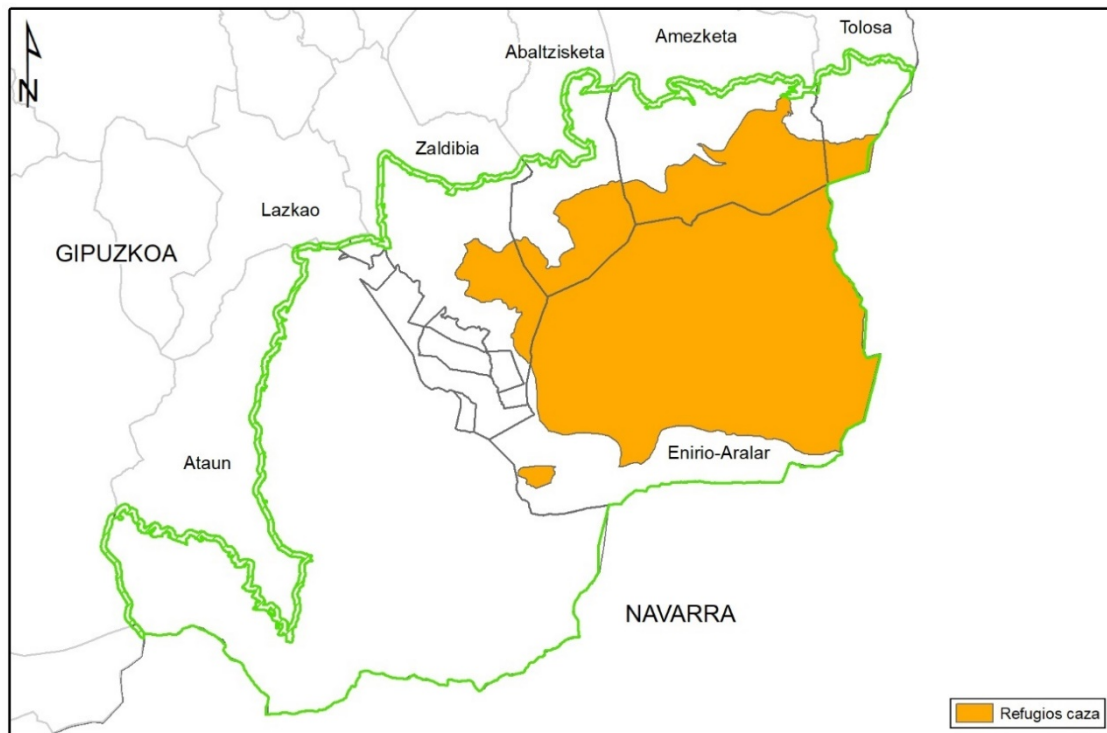 Tolosa
Amezketa
Abaltzisketa
N
Zaldibia
Lazkao
GIPUZKOA
Enirio-Aralar
Ataun
NAVARRA
Refugios caza